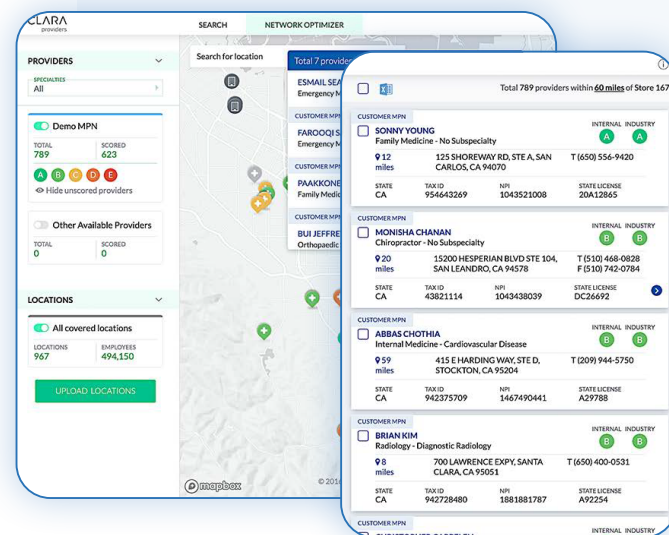 CLARA
providers
SEARCH
NETWORK OPTIMIZER
PROVIDERS
SPECIALTIES
All
Demo MPN
TOTAL
SCORED
789
623
A B C D E
Hide unscored providers
Other Available Providers
TOTAL
SCORED
0
0
LOCATIONS
All covered locations
LOCATIONS
EMPLOYEES
967
494,150
UPLOAD LOCATIONS
Search for location
Total 7 provider
ESMAIL SEA
Emergency M
CUSTOMER MPN
FAROOQI S
Emergency M
CUSTOMER MPN
PAAKKONE
Family Medic
CUSTOMER MPN
BUI JEFFRE
Orthopaedic
mapbox
© 201
Total 789 providers within 60 miles of Store 167
CUSTOMER MPN
INTERNAL INDUSTRY
SONNY YOUNG
A A
Family Medicine - No Subspecialty
12 miles
125 SHOREWAY RD, STE A, SAN
CARLOS, CA 94070
T (650) 556-9420
STATE TAX ID NPI STATE LICENSE
CA 954643269 1043521008 20A12865
CUSTOMER MPN
INTERNAL INDUSTRY
MONISHA CHANAN
B B
Chiropractor - No Subspecialty
20 miles
15200 HESPERIAN BLVD STE 104,
SAN LEANDRO, CA 94578
T (510) 468-0828
F (510) 742-0784
STATE TAX ID NPI STATE LICENSE
CA 43821114 1043438039 DC26692
CUSTOMER MPN
INTERNAL INDUSTRY
ABBAS CHOTHIA
B B
Internal Medicine - Cardiovascular Disease
59 miles
415 E HARDING WAY, STE D,
STOCKTON, CA 95204
T (209) 944-5750
STATE TAX ID NPI STATE LICENSE
CA 942375709 1467490441 A29788
CUSTOMER MPN
INTERNAL INDUSTRY
BRIAN KIM
B B
Radiology - Diagnostic Radiology
8 miles
700 LAWRENCE EXPY, SANTA
CLARA, CA 95051
T (650) 400-0531
STATE TAX ID NPI STATE LICENSE
CA 942728480 1881881787 A92254
CUSTOMER MPN
INTERNAL INDUSTRY